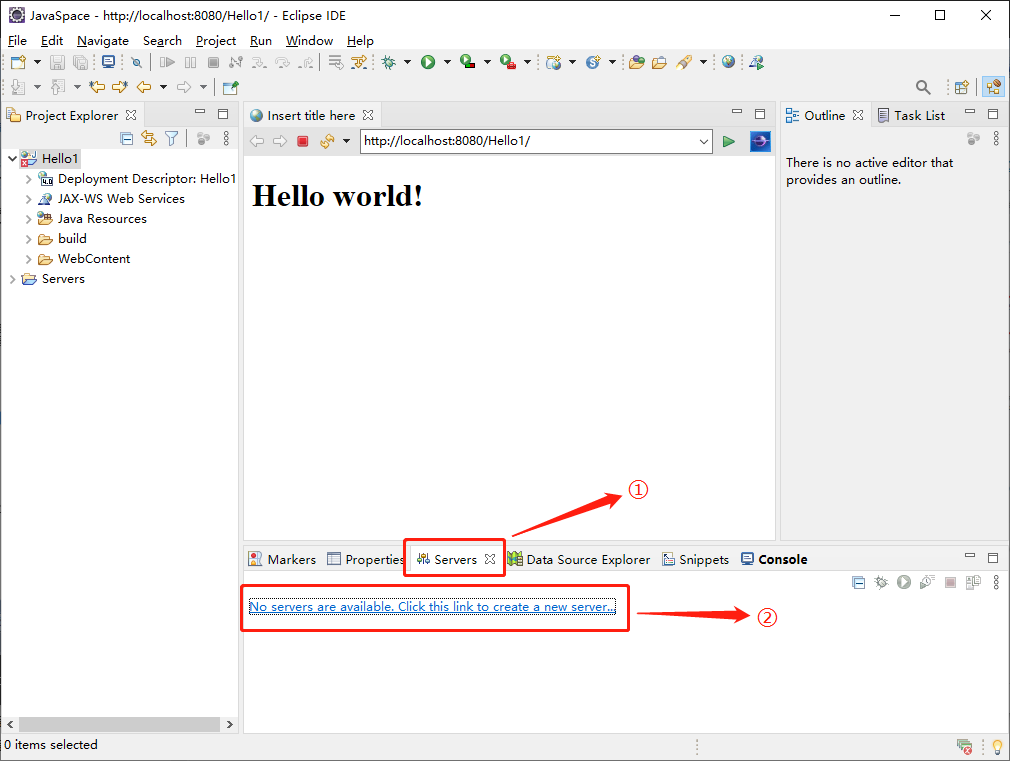 JavaSpace - http://localhost:8080/Hello1/ - Eclipse IDE
File Edit Navigate Search Project Run Window Help
Project Explorer
Insert title here
Outline
Task List
http://localhost:8080/Hello1/
Hello1
Deployment Descriptor: Hello1
JAX-WS Web Services
Java Resources
build
WebContent
Servers
Hello world!
There is no active editor that
provides an outline.
①
Markers Properties Servers Data Source Explorer Snippets Console
No servers are available. Click this link to create a new server...
②
0 items selected